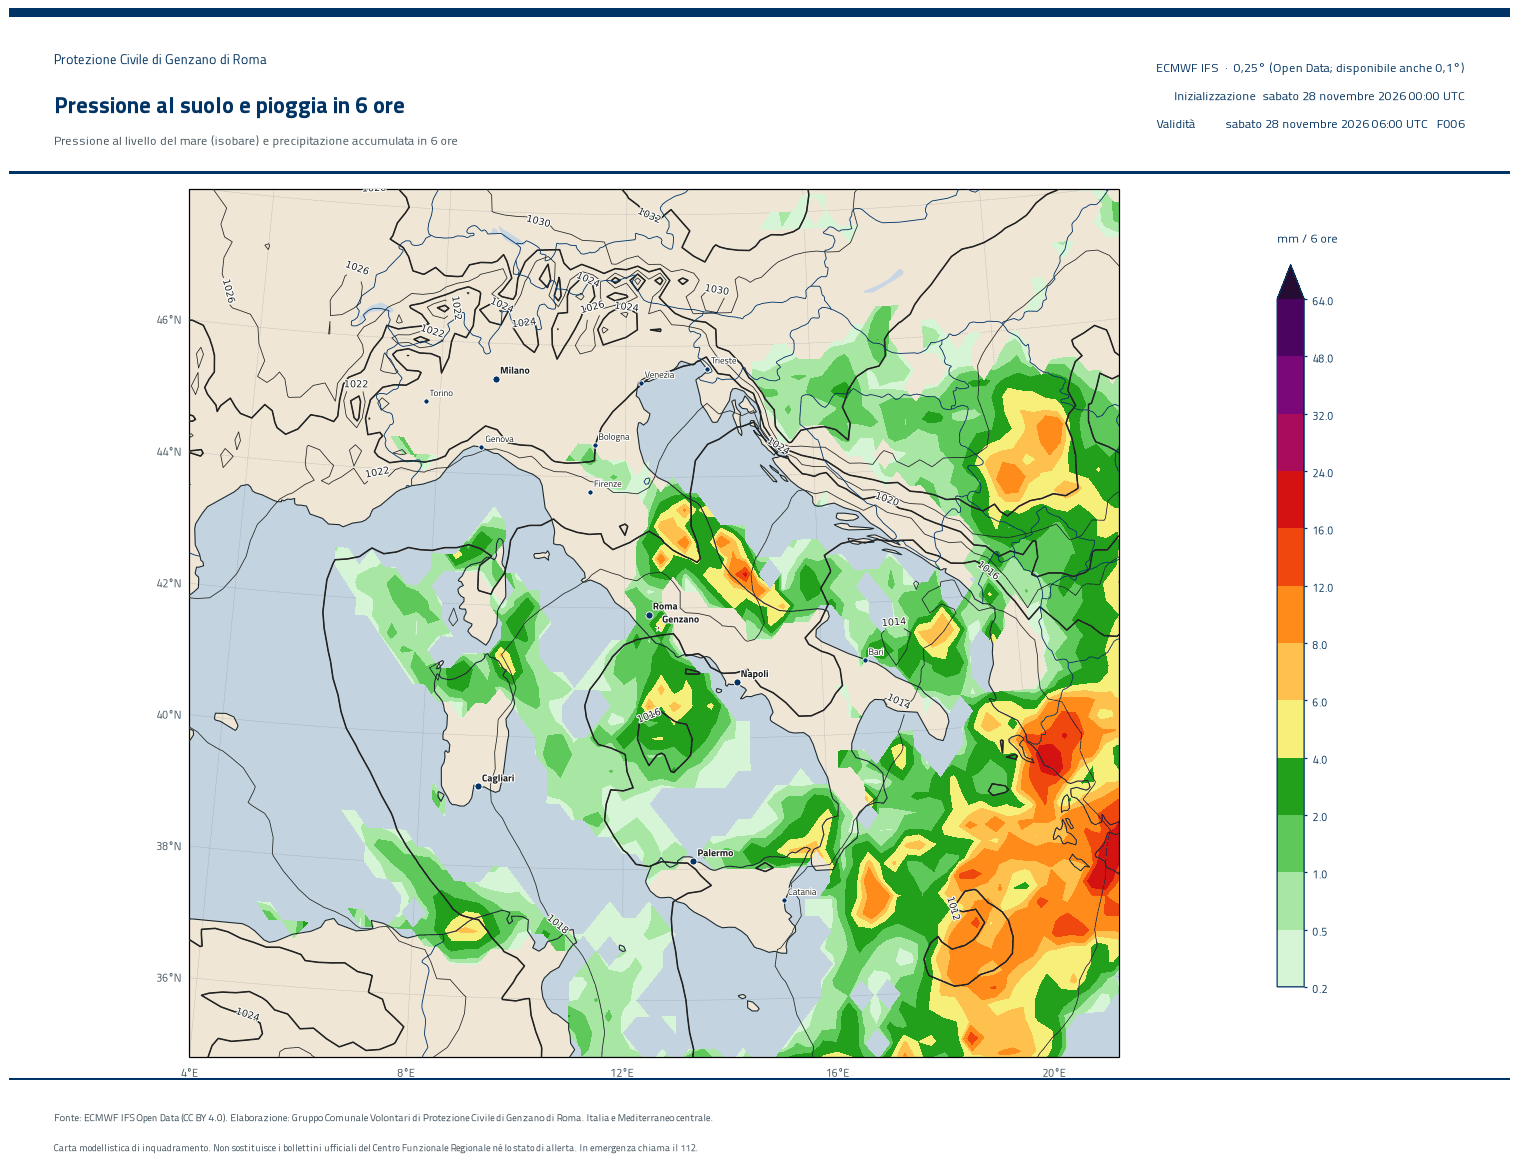 Protezione Civile di Genzano di Roma
Pressione al suolo e pioggia in 6 ore
Pressione al livello del mare (isobare) e precipitazione accumulata in 6 ore
ECMWF IFS · 0,25° (Open Data; disponibile anche 0,1°)
Inizializzazione sabato 28 novembre 2026 00:00 UTC
Validità sabato 28 novembre 2026 06:00 UTC F006
mm / 6 ore
64.0
48.0
32.0
24.0
16.0
12.0
8.0
6.0
4.0
2.0
1.0
0.5
0.2
46°N
44°N
42°N
40°N
38°N
36°N
4°E
8°E
12°E
16°E
20°E
1030
1032
1026
1026
1024
1030
1022
1024
1026
1024
1022
1024
Trieste
Milano
Venezia
1022
Torino
Genova
Bologna
1024
1022
Firenze
1020
1016
Roma
Genzano
1014
Bari
Napoli
1014
1016
Cagliari
Palermo
Catania
1012
1018
1024
Fonte: ECMWF IFS Open Data (CC BY 4.0). Elaborazione: Gruppo Comunale Volontari di Protezione Civile di Genzano di Roma. Italia e Mediterraneo centrale.
Carta modellistica di inquadramento. Non sostituisce i bollettini ufficiali del Centro Funzionale Regionale né lo stato di allerta. In emergenza chiama il 112.